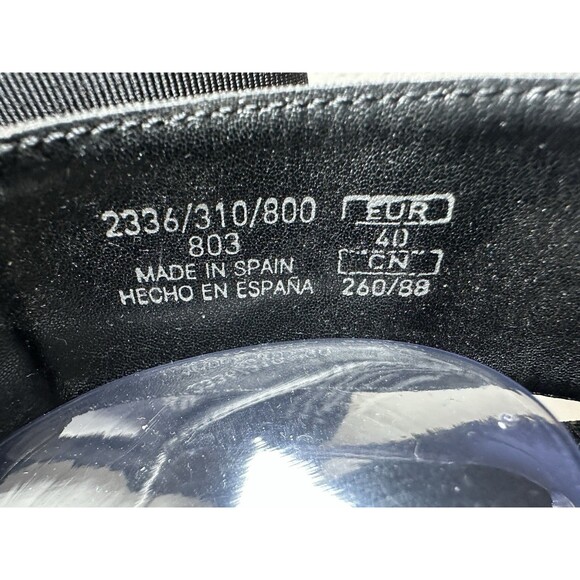 2336/310/800
803
MADE IN SPAIN
HECHO EN ESPAÑA
EUR
40
CN
260/88